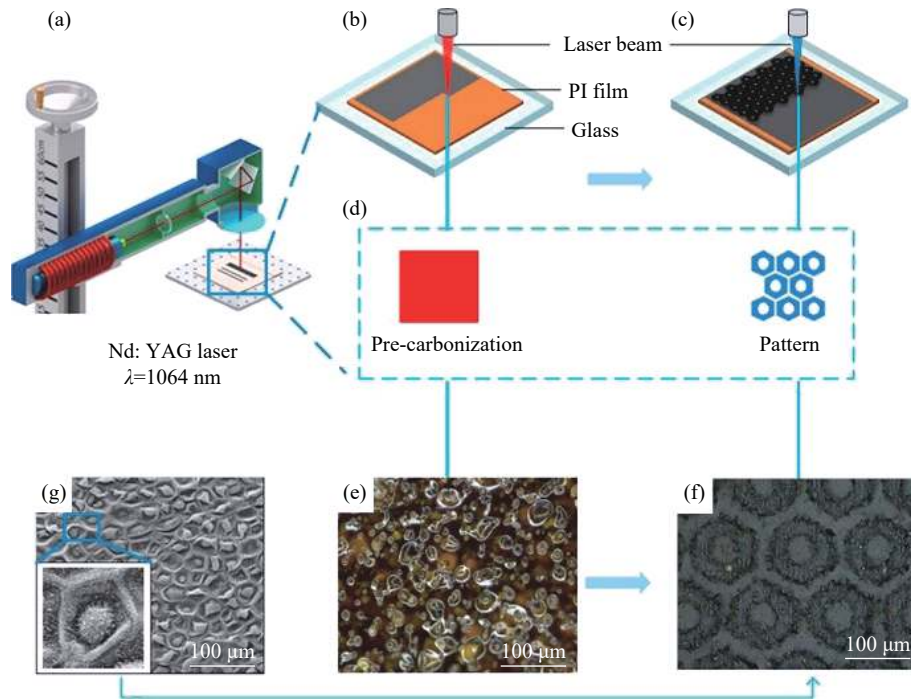 (a)
(b)
(c)
Laser beam
PI film
Glass
60cm
(d)
Pre-carbonization
Pattern
Nd: YAG laser
λ=1064 nm
(g)
(e)
(f)
100 μm
100 μm
100 μm